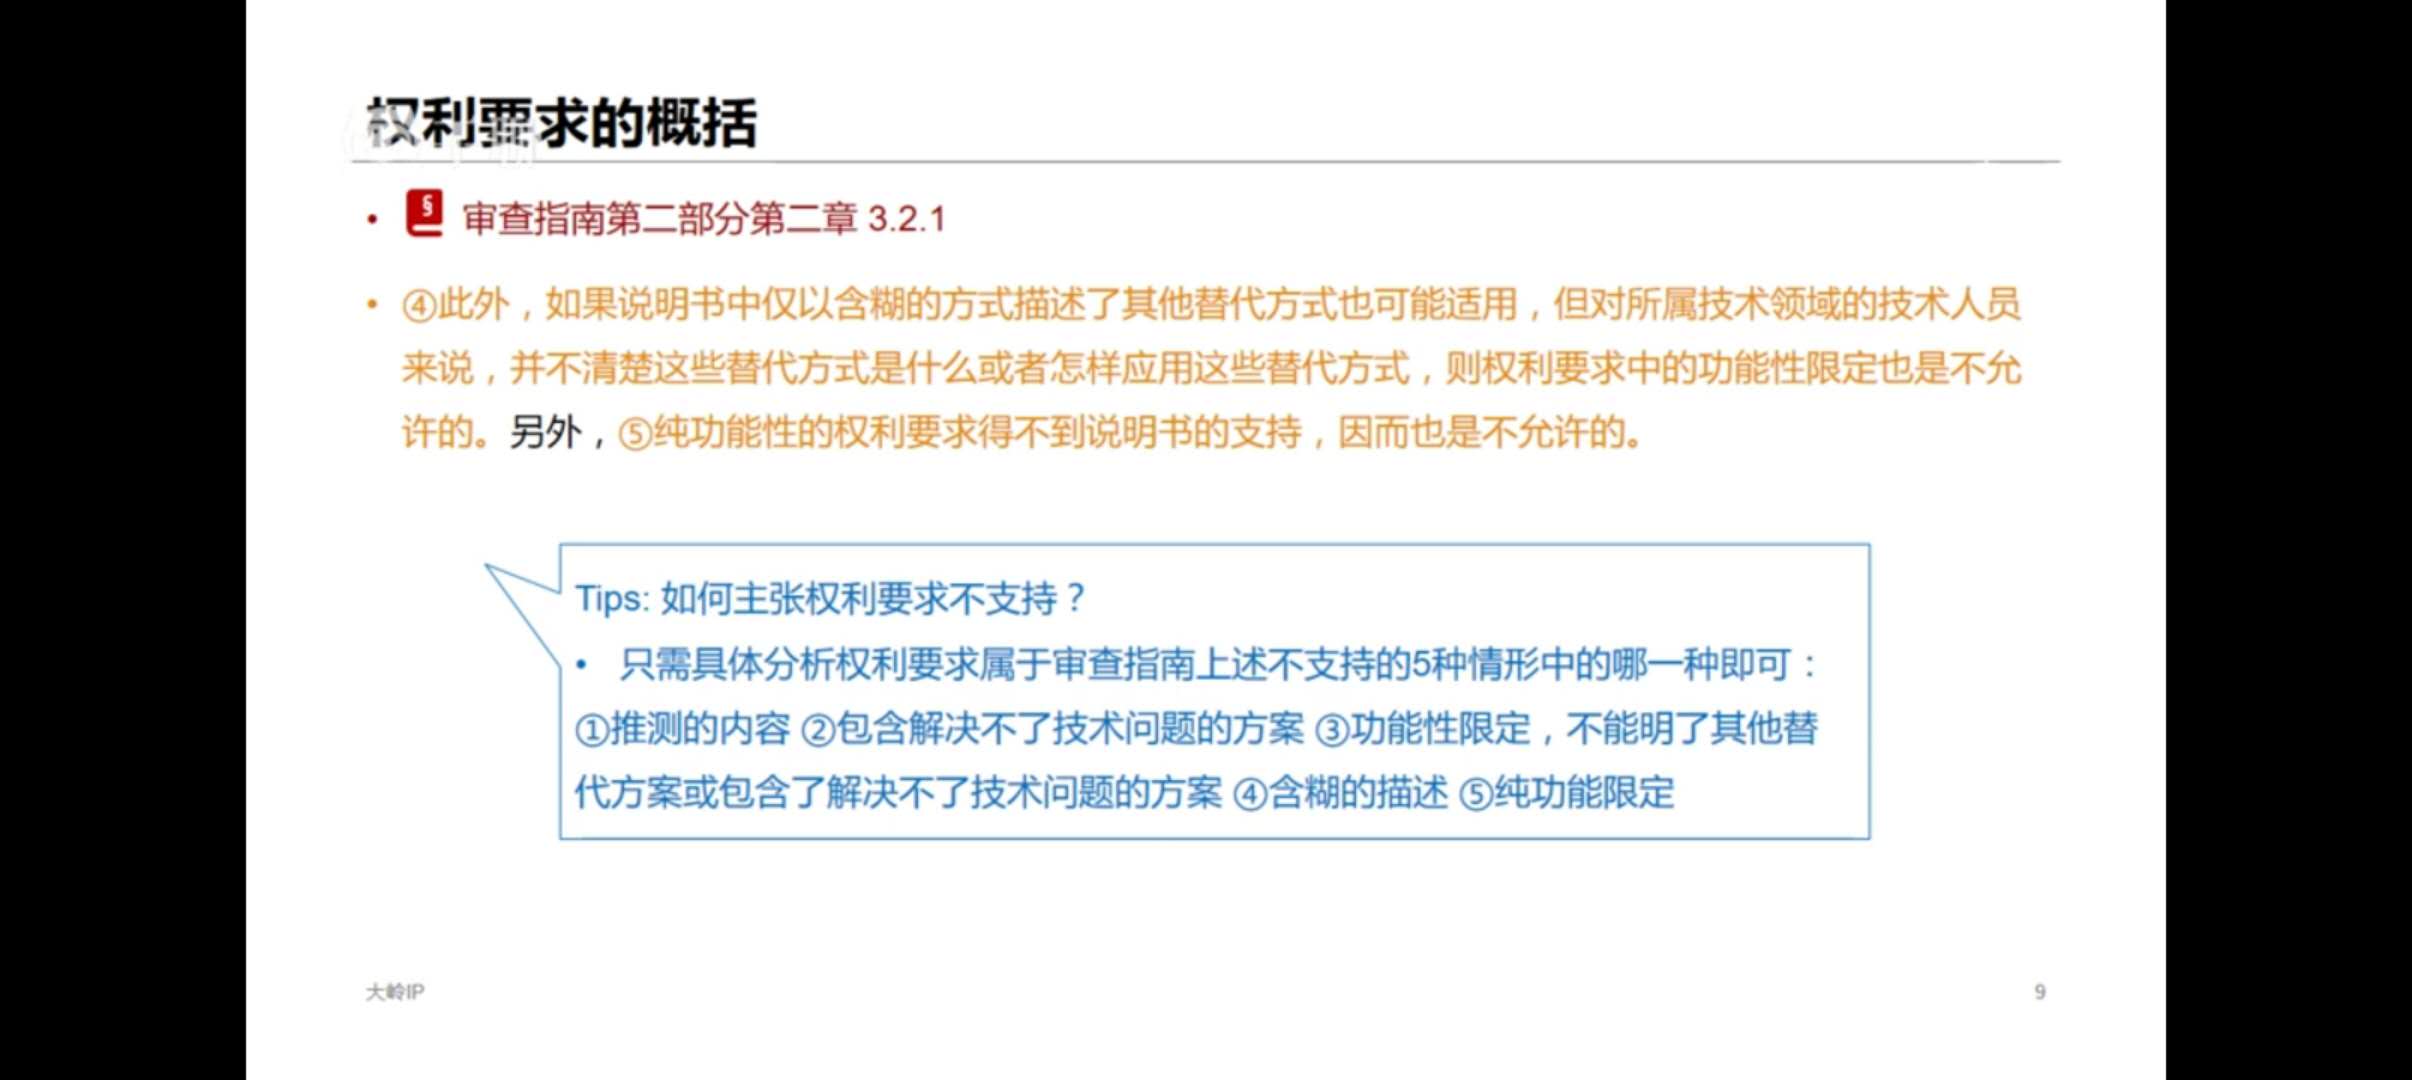 权利要求的概括
• § 审查指南第二部分第二章 3.2.1
• ④此外，如果说明书中仅以含糊的方式描述了其他替代方式也可能适用，但对所属技术领域的技术人员
来说，并不清楚这些替代方式是什么或者怎样应用这些替代方式，则权利要求中的功能性限定也是不允
许的。另外，⑤纯功能性的权利要求得不到说明书的支持，因而也是不允许的。
Tips: 如何主张权利要求不支持？
• 只需具体分析权利要求属于审查指南上述不支持的5种情形中的哪一种即可：
①推测的内容 ②包含解决不了技术问题的方案 ③功能性限定，不能明了其他替
代方案或包含了解决不了技术问题的方案 ④含糊的描述 ⑤纯功能限定
大岭IP
9